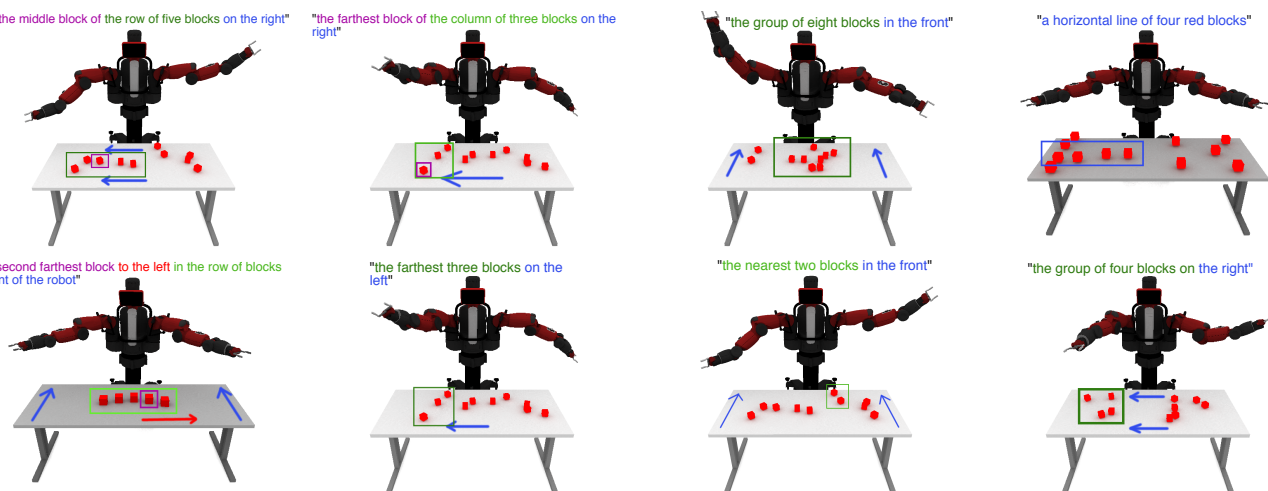 the middle block of the row of five blocks on the right"
"the farthest block of the column of three blocks on the
right"
"the group of eight blocks in the front"
"a horizontal line of four red blocks"
second farthest block to the left in the row of blocks
nt of the robot"
"the farthest three blocks on the
left"
"the nearest two blocks in the front"
"the group of four blocks on the right"